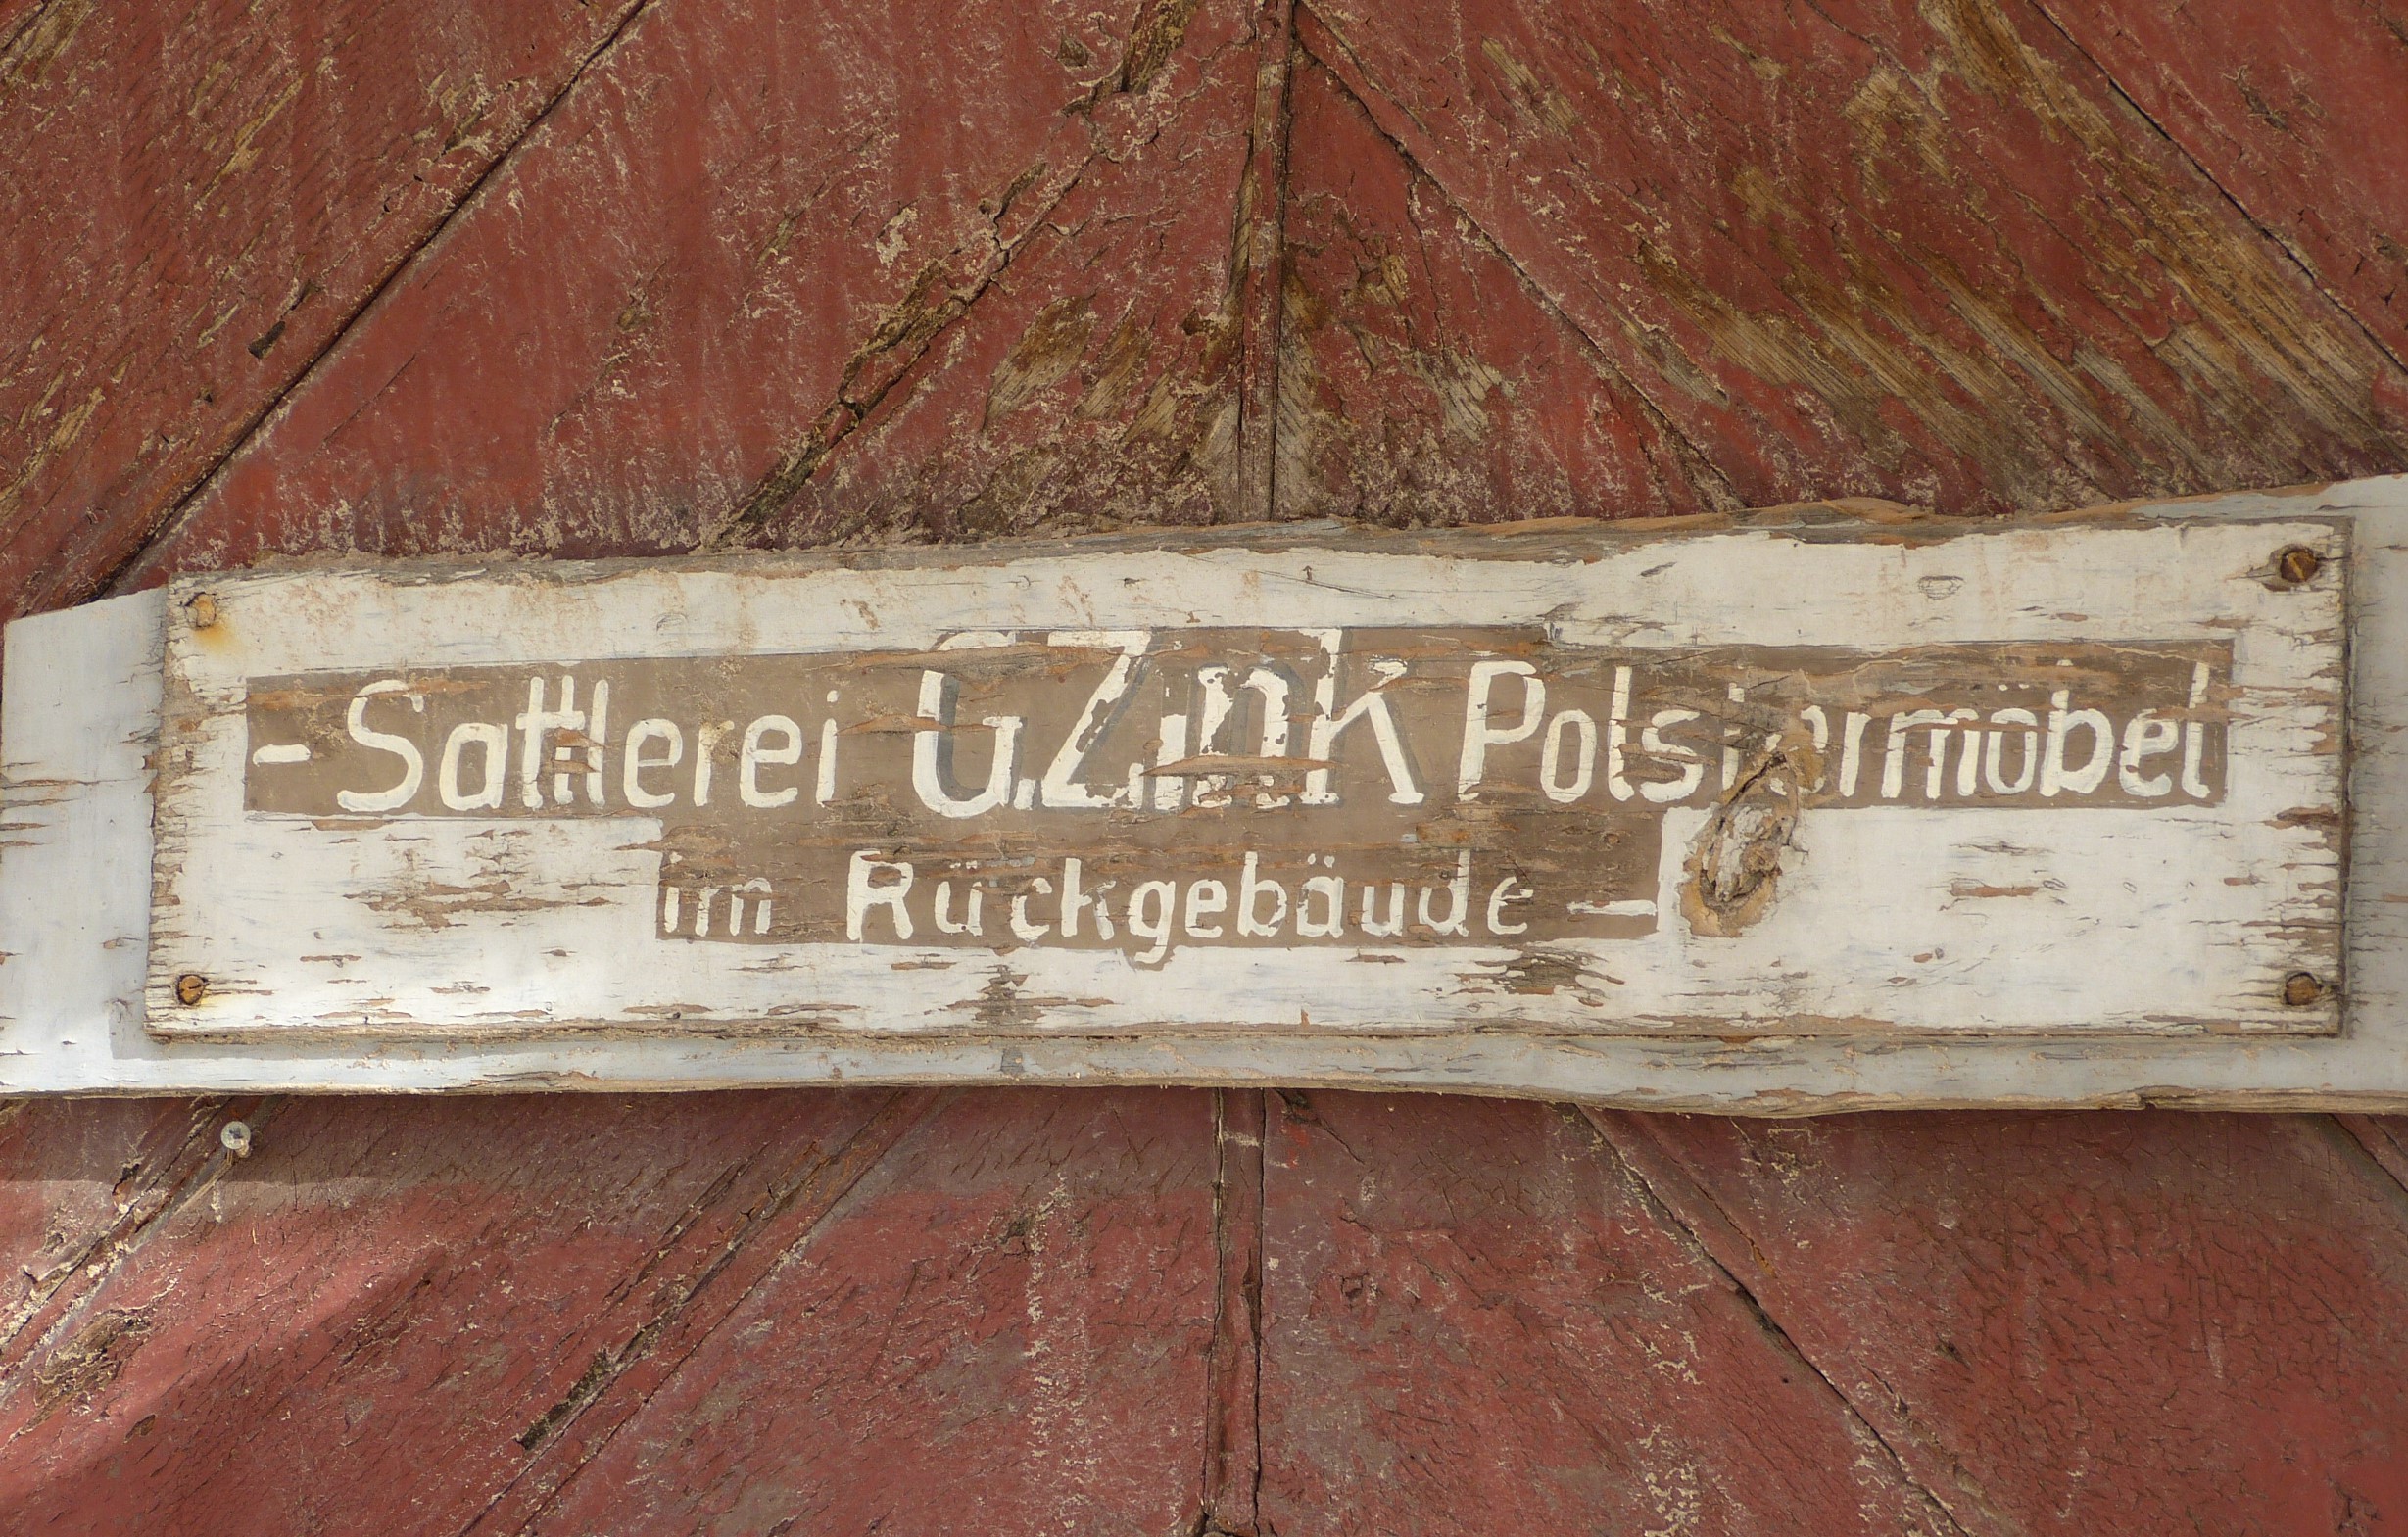 - Sattlerei G. Zink Polstermöbel
im Rückgebäude -